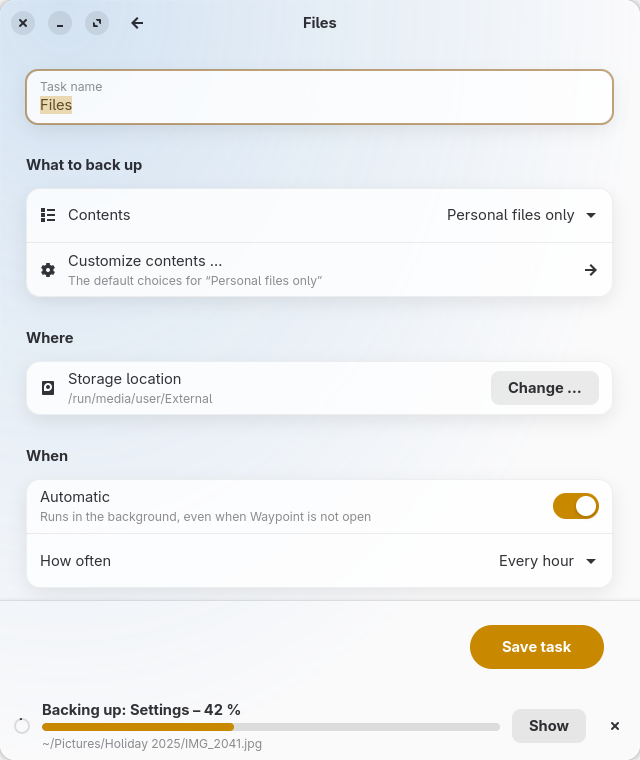 Files
Task name
Files
What to back up
Contents
Personal files only
Customize contents …
The default choices for “Personal files only”
Where
Storage location
/run/media/user/External
Change …
When
Automatic
Runs in the background, even when Waypoint is not open
How often
Every hour
Save task
Backing up: Settings – 42 %
~/Pictures/Holiday 2025/IMG_2041.jpg
Show